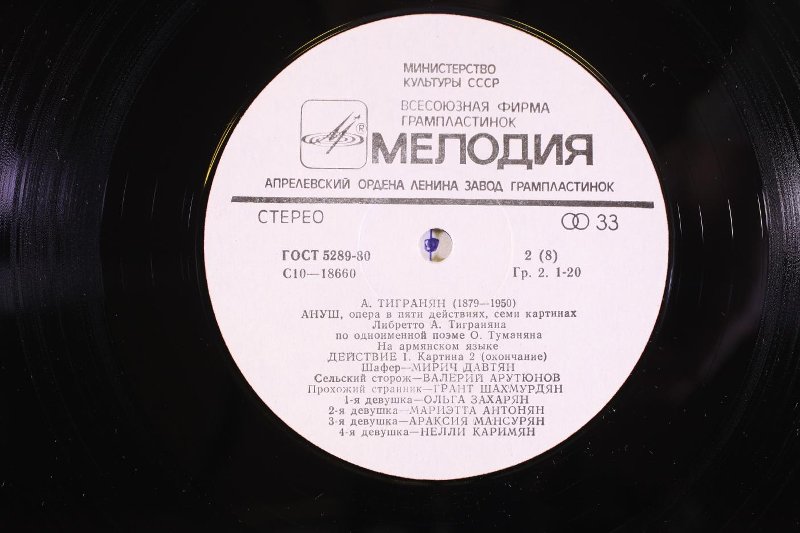 МИНИСТЕРСТВО
КУЛЬТУРЫ СССР
ВСЕСОЮЗНАЯ ФИРМА
ГРАМПЛАСТИНОК
®
МЕЛОДИЯ
АПРЕЛЕВСКИЙ ОРДЕНА ЛЕНИНА ЗАВОД ГРАМПЛАСТИНОК
СТЕРЕО 33
ГОСТ 5289-80 2 (8)
С10—18660 Гр. 2. 1-20
А. ТИГРАНЯН (1879—1950)
АНУШ, опера в пяти действиях, семи картинах
Либретто А. Тиграняна
по одноименной поэме О. Туманяна
На армянском языке
ДЕЙСТВИЕ I. Картина 2 (окончание)
Шафер—МИРИЧ ДАВТЯН
Сельский сторож—ВАЛЕРИЙ АРУТЮНОВ
Прохожий странник—ГРАНТ ШАХМУРДЯН
1-я девушка—ОЛЬГА ЗАХАРЯН
2-я девушка—МАРИЭТТА АНТОНЯН
3-я девушка—АРАКСИЯ МАНСУРЯН
4-я девушка—НЕЛЛИ КАРИМЯН